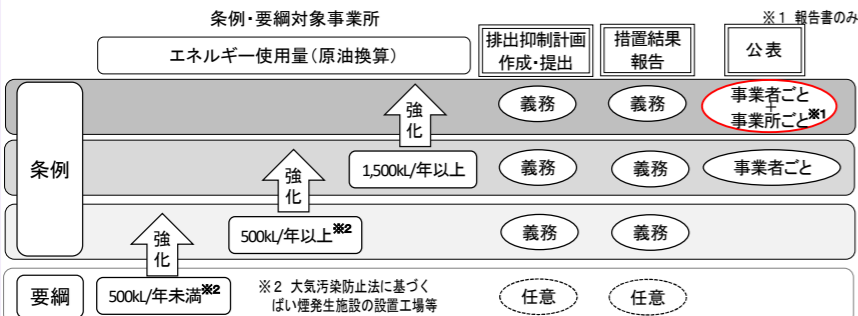 条例・要綱対象事業所
※1 報告書のみ
エネルギー使用量(原油換算)
排出抑制計画
作成・提出
措置結果
報告
公表
条例
強
化
義務
義務
事業者ごと
+
事業所ごと※1
強
化
1,500kL/年以上
義務
義務
事業者ごと
強
化
500kL/年以上※2
義務
義務
要綱
500kL/年未満※2
※2 大気汚染防止法に基づく
ばい煙発生施設の設置工場等
任意
任意